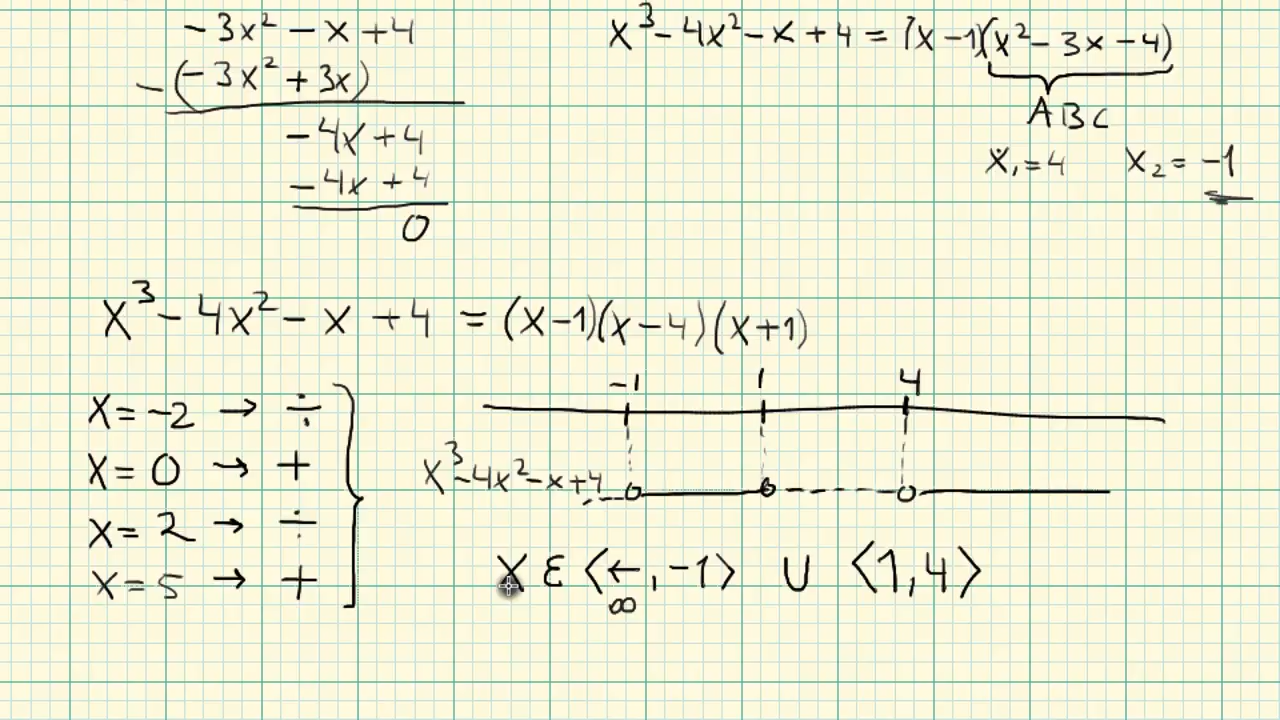 -3x² - x + 4
-(-3x² + 3x)
-4x + 4
-4x + 4
0
x³ - 4x² - x + 4 = (x - 1)(x² - 3x - 4)
ABC
x₁ = 4 x₂ = -1
x³ - 4x² - x + 4 = (x - 1)(x - 4)(x + 1)
x = -2 → ÷
x = 0 → +
x = 2 → ÷
x = 5 → +
-1 1 4
x³ - 4x² - x + 4
x ε ⟨←, -1⟩ ∪ ⟨1, 4⟩
∞